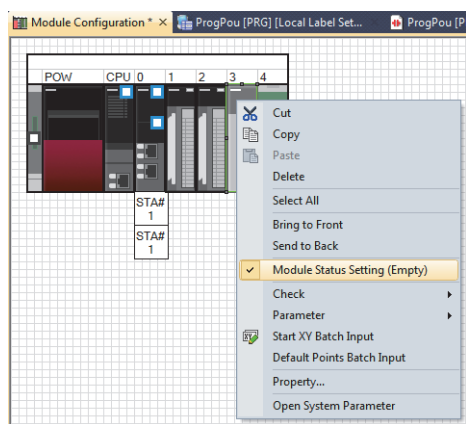 Module Configuration * × ProgPou [PRG] [Local Label Set... ProgPou [P
POW CPU 0 1 2 3 4
STA#
1
STA#
1
Cut
Copy
Paste
Delete
Select All
Bring to Front
Send to Back
Module Status Setting (Empty)
Check
Parameter
Start XY Batch Input
Default Points Batch Input
Property...
Open System Parameter